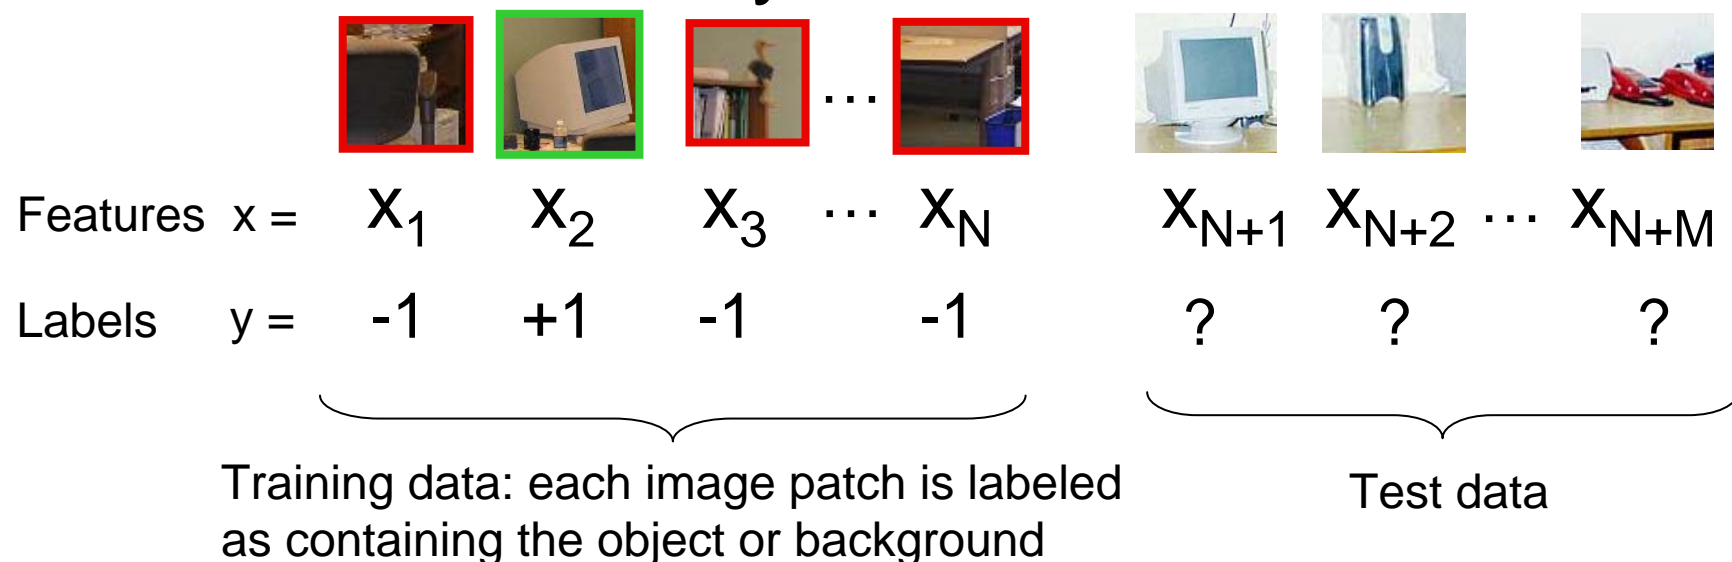 ...
Features x = x1 x2 x3 ... xN xN+1 xN+2 ... xN+M
Labels y = -1 +1 -1 -1 ? ? ?
Training data: each image patch is labeled
as containing the object or background
Test data